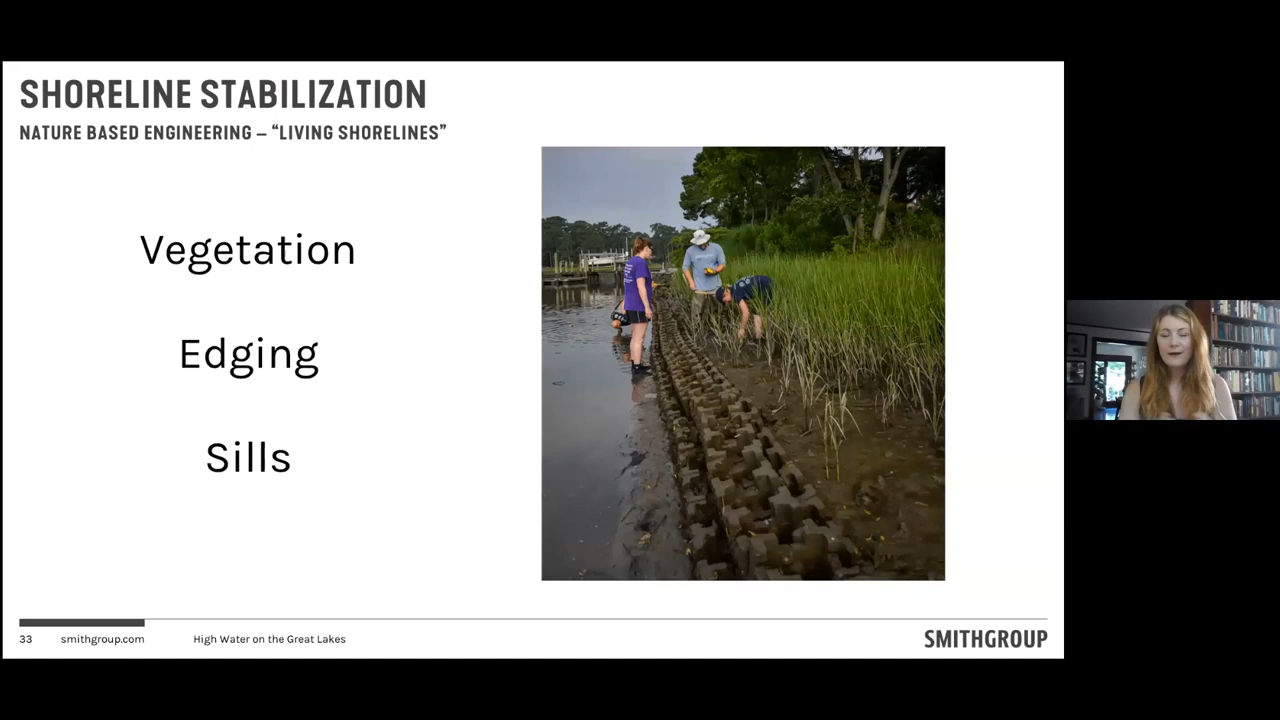 SHORELINE STABILIZATION
NATURE BASED ENGINEERING – “LIVING SHORELINES”
Vegetation
Edging
Sills
33 smithgroup.com High Water on the Great Lakes SMITHGROUP